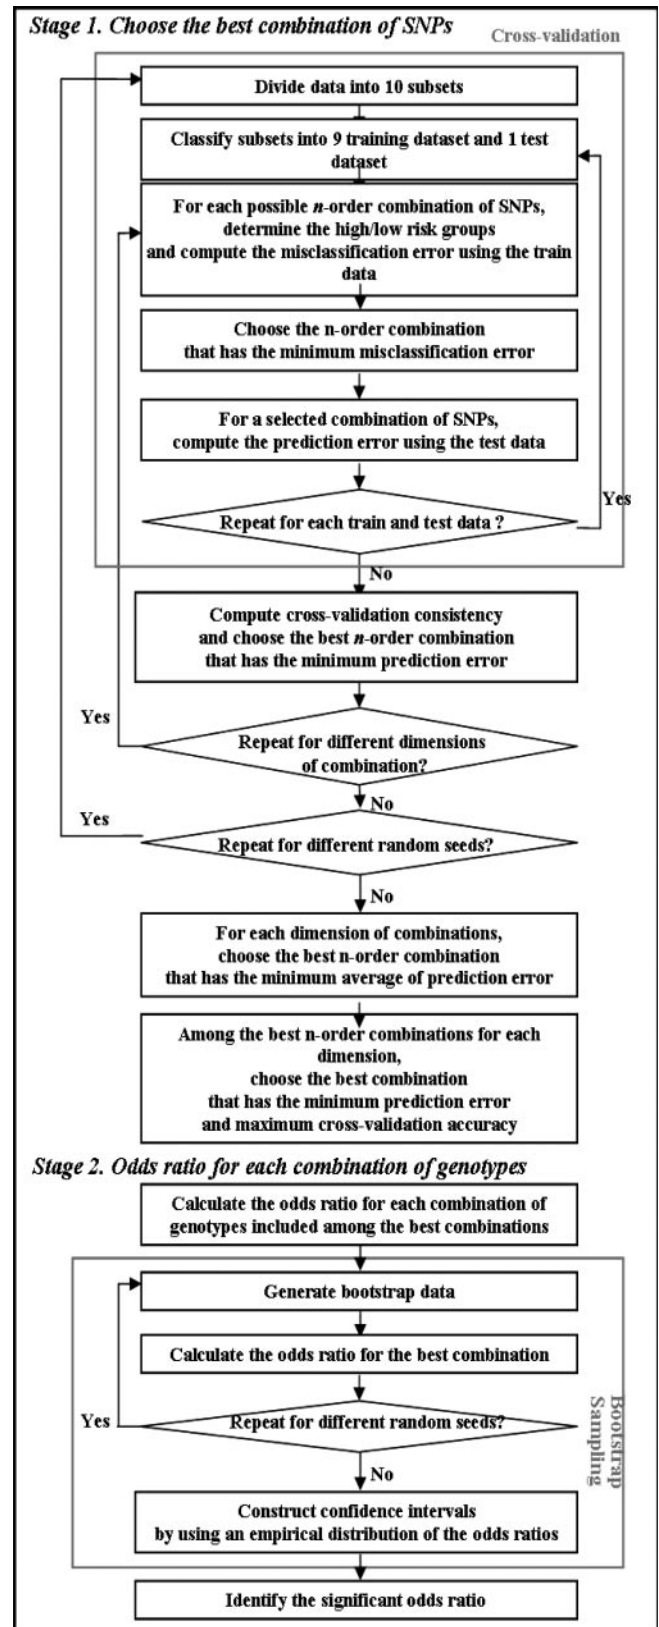 Stage 1. Choose the best combination of SNPs
Cross-validation
Divide data into 10 subsets
Classify subsets into 9 training dataset and 1 test
dataset
For each possible n-order combination of SNPs,
determine the high/low risk groups
and compute the misclassification error using the train
data
Choose the n-order combination
that has the minimum misclassification error
For a selected combination of SNPs,
compute the prediction error using the test data
Yes
Repeat for each train and test data ?
No
Compute cross-validation consistency
and choose the best n-order combination
that has the minimum prediction error
Yes
Repeat for different dimensions
of combination?
No
Yes
Repeat for different random seeds?
No
For each dimension of combinations,
choose the best n-order combination
that has the minimum average of prediction error
Among the best n-order combinations for each
dimension,
choose the best combination
that has the minimum prediction error
and maximum cross-validation accuracy
Stage 2. Odds ratio for each combination of genotypes
Calculate the odds ratio for each combination of
genotypes included among the best combinations
Generate bootstrap data
Calculate the odds ratio for the best combination
Bootstrap
Sampling
Yes
Repeat for different random seeds?
No
Construct confidence intervals
by using an empirical distribution of the odds ratios
Identify the significant odds ratio